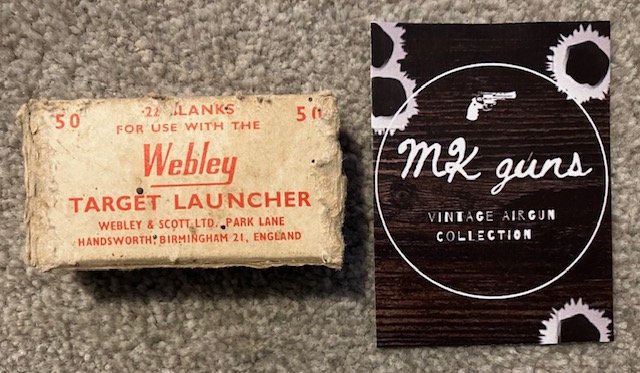 50 .22 BLANKS 50
FOR USE WITH THE
Webley
TARGET LAUNCHER
WEBLEY & SCOTT LTD., PARK LANE
HANDSWORTH, BIRMINGHAM 21, ENGLAND
MK guns
VINTAGE AIRGUN
COLLECTION